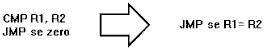 CMP R1, R2
JMP se zero
JMP se R1= R2